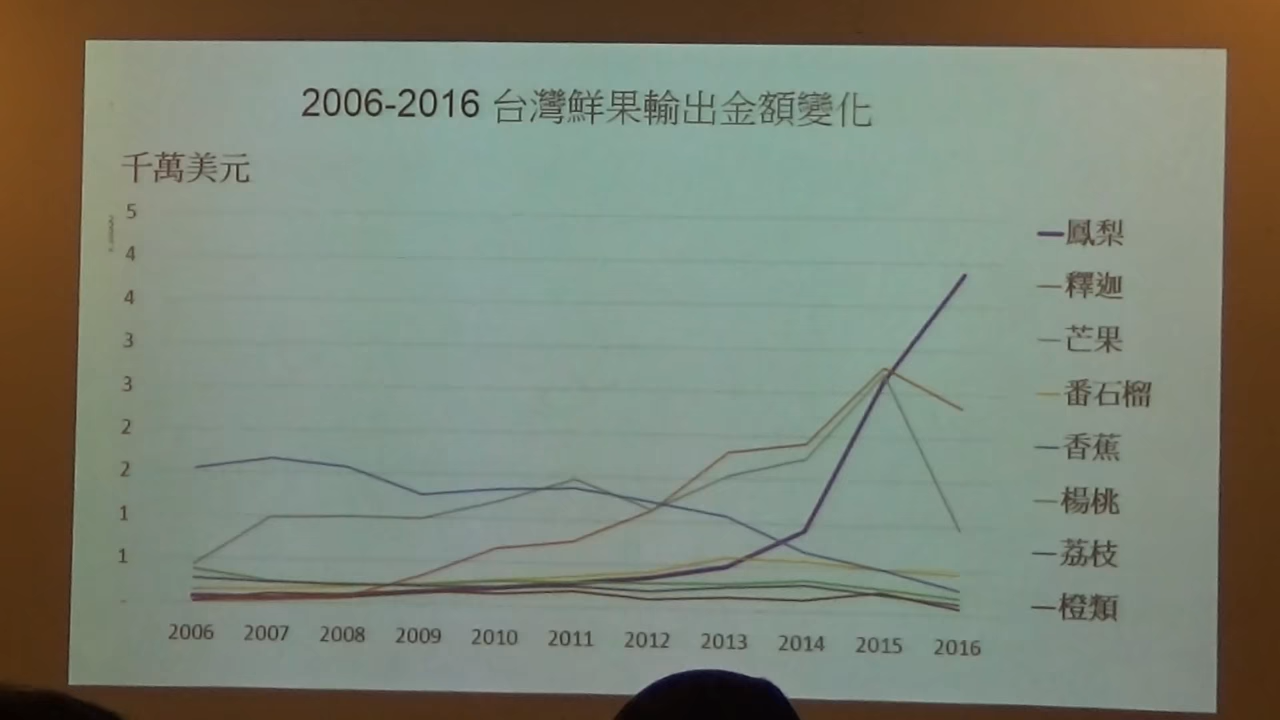 2006-2016 台灣鮮果輸出金額變化
千萬美元
5
4
4
3
3
2
2
1
1
-
2006 2007 2008 2009 2010 2011 2012 2013 2014 2015 2016
鳳梨
釋迦
芒果
番石榴
香蕉
楊桃
荔枝
橙類